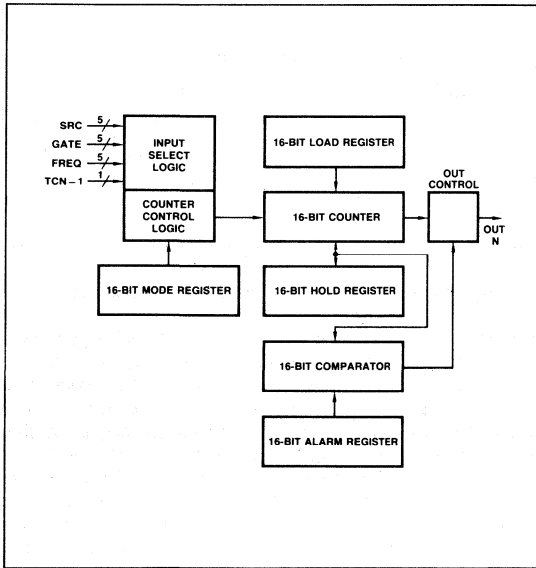 SRC 5
GATE 5
FREQ 5
TCN – 1 1
INPUT
SELECT
LOGIC
COUNTER
CONTROL
LOGIC
16-BIT MODE REGISTER
16-BIT LOAD REGISTER
16-BIT COUNTER
16-BIT HOLD REGISTER
16-BIT COMPARATOR
16-BIT ALARM REGISTER
OUT
CONTROL
OUT
N